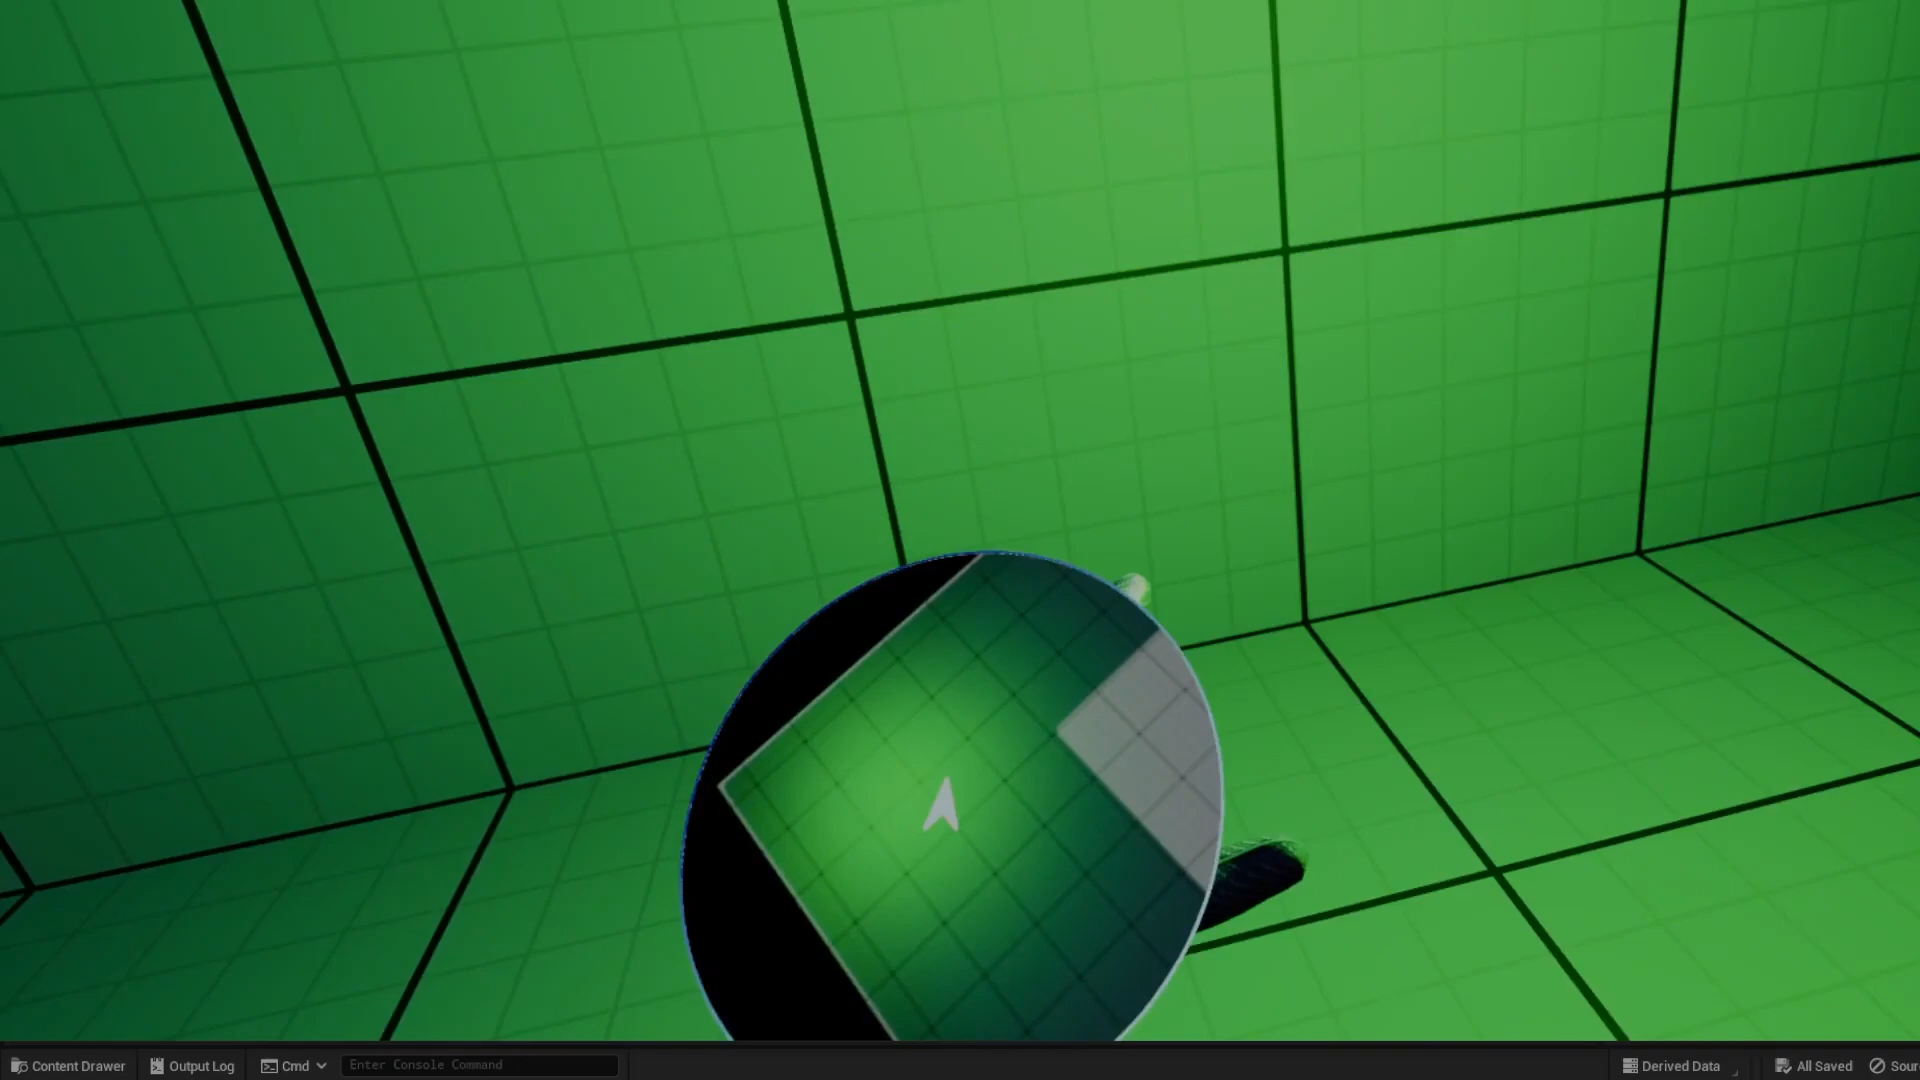 Content Drawer
Output Log
Cmd
Enter Console Command
Derived Data
All Saved
Sour